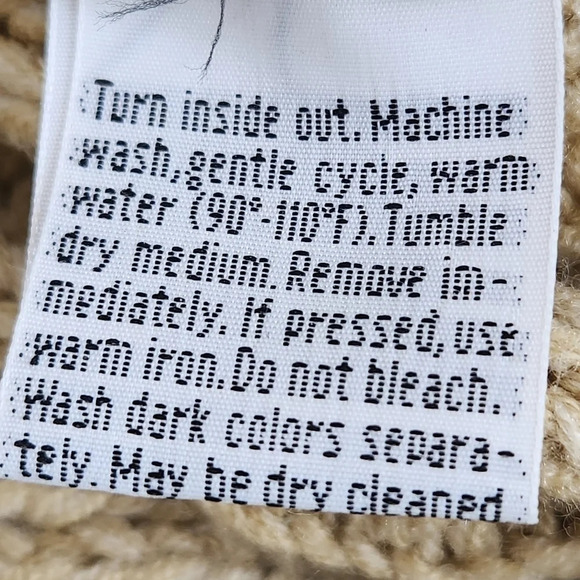 Turn inside out. Machine
wash, gentle cycle, warm
water (90°-110°F). Tumble
dry medium. Remove im-
mediately. If pressed, use
warm iron. Do not bleach.
Wash dark colors separa-
tely. May be dry cleaned